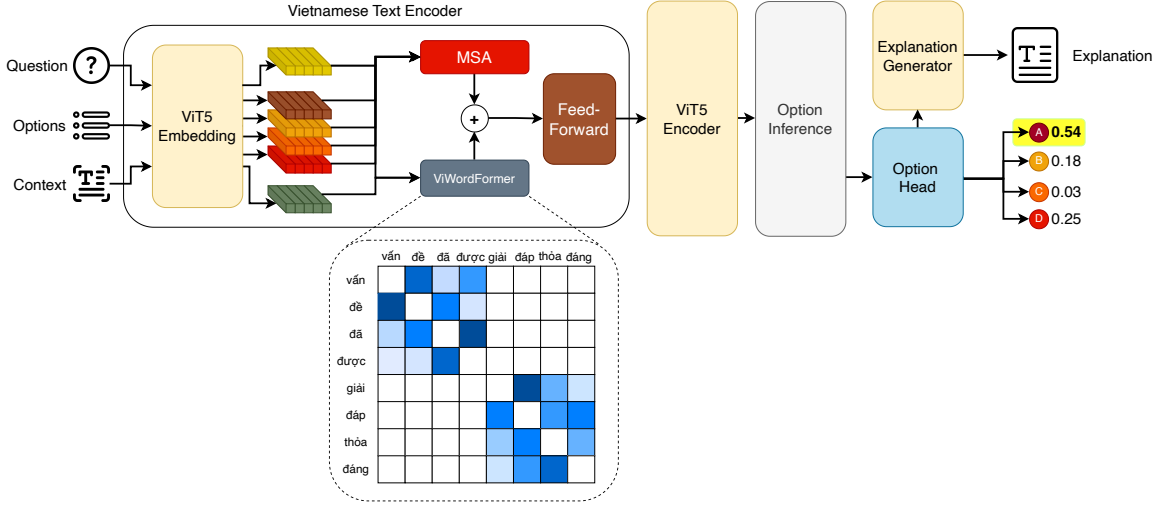 Vietnamese Text Encoder
Question
?
Options
Context
T
ViT5
Embedding
MSA
+
ViWordFormer
Feed-
Forward
ViT5
Encoder
Option
Inference
Explanation
Generator
Option
Head
T
Explanation
A 0.54
B 0.18
C 0.03
D 0.25
vấn đề đã được giải đáp thỏa đáng
vấn
đề
đã
được
giải
đáp
thỏa
đáng